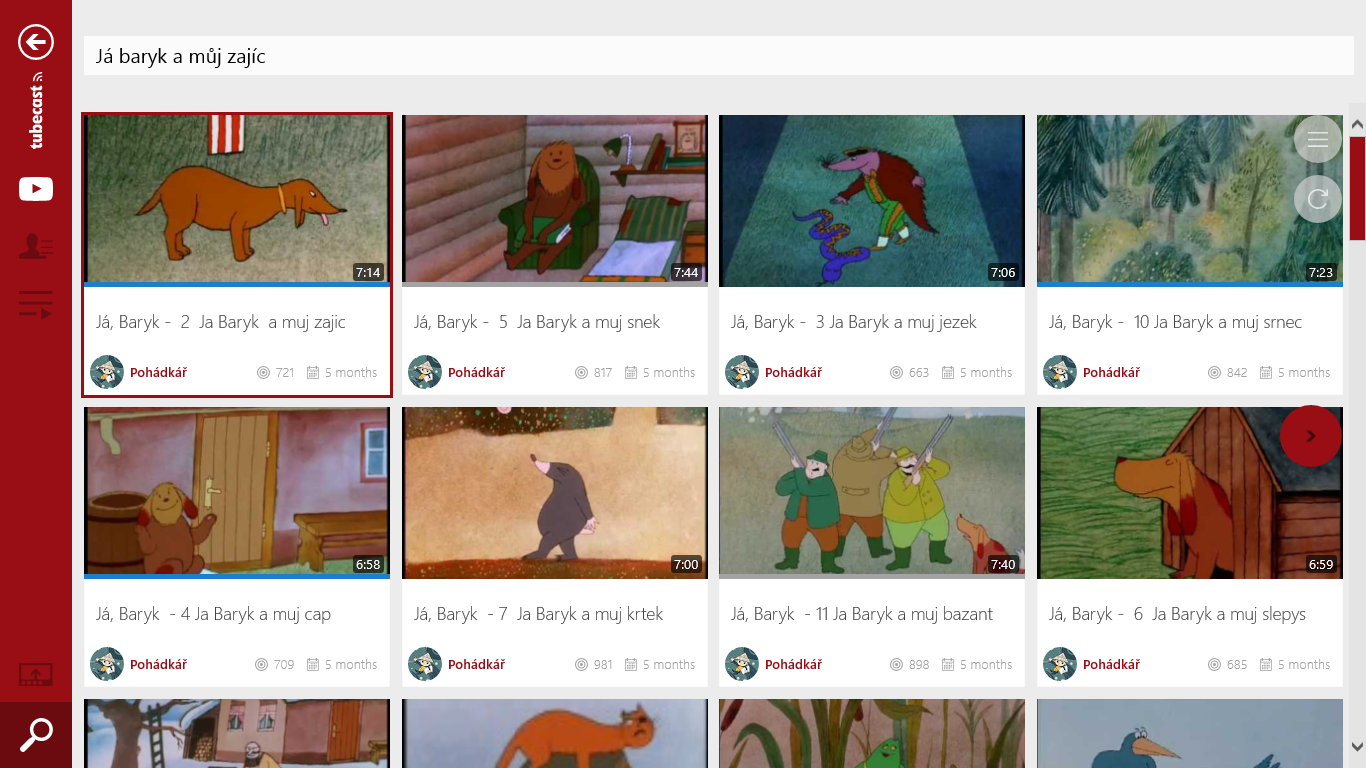 Já baryk a můj zajíc
tubecast
7:14
7:44
7:06
7:23
Já, Baryk - 2 Ja Baryk a muj zajic
Já, Baryk - 5 Ja Baryk a muj snek
Já, Baryk - 3 Ja Baryk a muj jezek
Já, Baryk - 10 Ja Baryk a muj srnec
Pohádkář 721 5 months
Pohádkář 817 5 months
Pohádkář 663 5 months
Pohádkář 842 5 months
6:58
7:00
7:40
6:59
Já, Baryk - 4 Ja Baryk a muj cap
Já, Baryk - 7 Ja Baryk a muj krtek
Já, Baryk - 11 Ja Baryk a muj bazant
Já, Baryk - 6 Ja Baryk a muj slepys
Pohádkář 709 5 months
Pohádkář 981 5 months
Pohádkář 898 5 months
Pohádkář 685 5 months